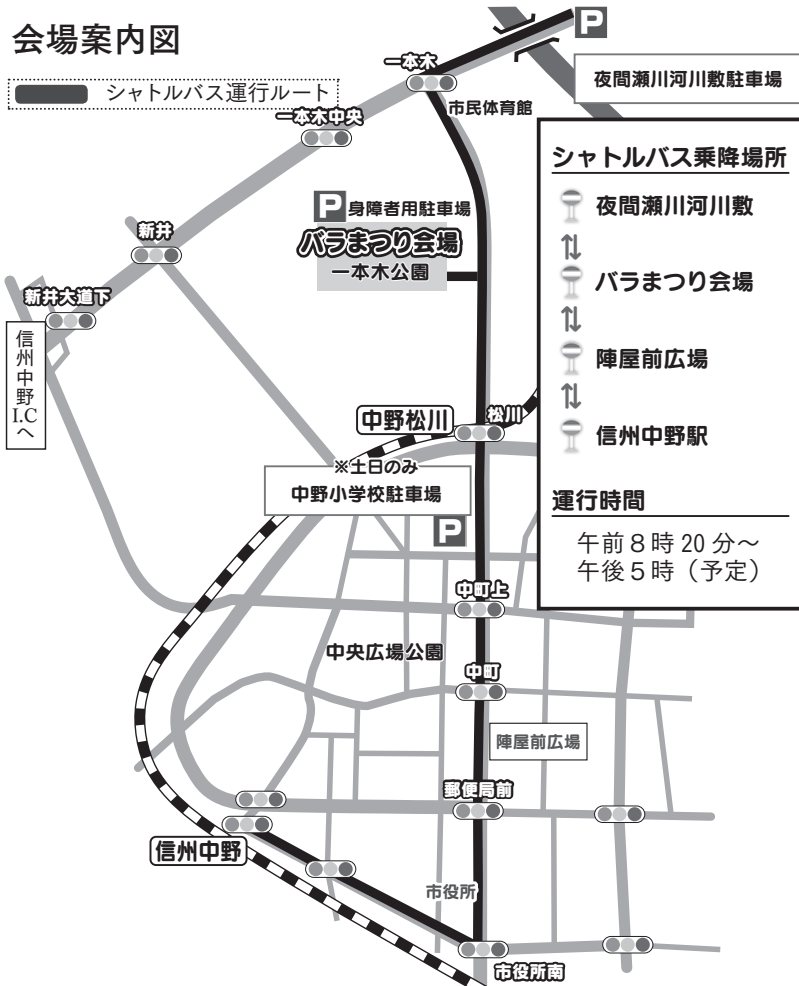 会場案内図
シャトルバス運行ルート
P
夜間瀬川河川敷駐車場
一本木
市民体育館
一本木中央
P 身障者用駐車場
バラまつり会場
一本木公園
新井
新井大道下
信州中野I.Cへ
シャトルバス乗降場所
夜間瀬川河川敷
⇅
バラまつり会場
⇅
陣屋前広場
⇅
信州中野駅
運行時間
午前8時20分～
午後5時（予定）
中野松川
松川
※土日のみ
中野小学校駐車場
P
中町上
中央広場公園
中町
陣屋前広場
郵便局前
信州中野
市役所
市役所南